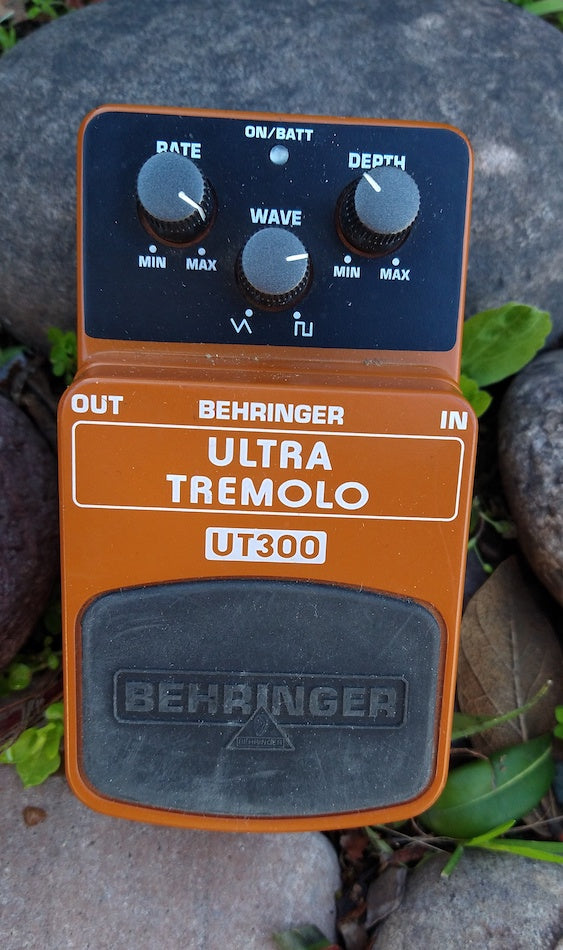 ON/BATT
RATE
DEPTH
WAVE
MIN MAX
MIN MAX
OUT BEHRINGER IN
ULTRA
TREMOLO
UT300
BEHRINGER
BEHRINGER